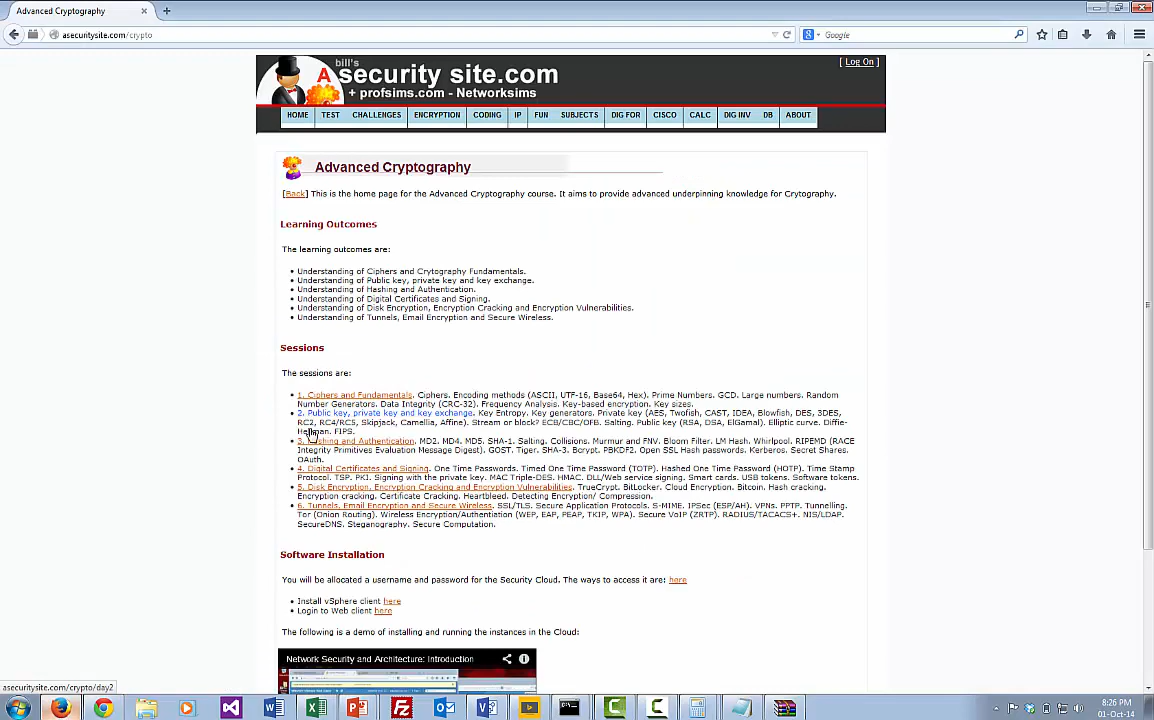 Advanced Cryptography
asecuritysite.com/crypto
Google
bill's
A security site.com
+ profsims.com - Networksims
[ Log On ]
HOME TEST CHALLENGES ENCRYPTION CODING IP FUN SUBJECTS DIG FOR CISCO CALC DIG INV DB ABOUT
Advanced Cryptography
[Back] This is the home page for the Advanced Cryptography course. It aims to provide advanced underpinning knowledge for Crytography.
Learning Outcomes
The learning outcomes are:
• Understanding of Ciphers and Crytography Fundamentals.
• Understanding of Public key, private key and key exchange.
• Understanding of Hashing and Authentication.
• Understanding of Digital Certificates and Signing.
• Understanding of Disk Encryption, Encryption Cracking and Encryption Vulnerabilities.
• Understanding of Tunnels, Email Encryption and Secure Wireless.
Sessions
The sessions are:
• 1. Ciphers and Fundamentals. Ciphers. Encoding methods (ASCII, UTF-16, Base64, Hex). Prime Numbers. GCD. Large numbers. Random
Number Generators. Data Integrity (CRC-32). Frequency Analysis. Key-based encryption. Key sizes.
• 2. Public key, private key and key exchange. Key Entropy. Key generators. Private key (AES, Twofish, CAST, IDEA, Blowfish, DES, 3DES,
RC2, RC4/RC5, Skipjack, Camellia, Affine). Stream or block? ECB/CBC/OFB. Salting. Public key (RSA, DSA, ElGamal). Elliptic curve. Diffie-
Hellman. FIPS.
• 3. Hashing and Authentication. MD2. MD4. MD5. SHA-1. Salting. Collisions. Murmur and FNV. Bloom Filter. LM Hash. Whirlpool. RIPEMD (RACE
Integrity Primitives Evaluation Message Digest). GOST. Tiger. SHA-3. Bcrypt. PBKDF2. Open SSL Hash passwords. Kerberos. Secret Shares.
OAuth.
• 4. Digital Certificates and Signing. One Time Passwords. Timed One Time Password (TOTP). Hashed One Time Password (HOTP). Time Stamp
Protocol. TSP. PKI. Signing with the private key. MAC Triple-DES. HMAC. DLL/Web service signing. Smart cards. USB tokens. Software tokens.
• 5. Disk Encryption, Encryption Cracking and Encryption Vulnerabilities. TrueCrypt. BitLocker. Cloud Encryption. Bitcoin. Hash cracking.
Encryption cracking. Certificate Cracking. Heartbleed. Detecting Encryption/ Compression.
• 6. Tunnels, Email Encryption and Secure Wireless. SSL/TLS. Secure Application Protocols. S-MIME. IPSec (ESP/AH). VPNs. PPTP. Tunnelling.
Tor (Onion Routing). Wireless Encryption/Authentication (WEP, EAP, PEAP, TKIP, WPA). Secure VoIP (ZRTP). RADIUS/TACACS+. NIS/LDAP.
SecureDNS. Steganography. Secure Computation.
Software Installation
You will be allocated a username and password for the Security Cloud. The ways to access it are: here
• Install vSphere client here
• Login to Web client here
The following is a demo of installing and running the instances in the Cloud:
Network Security and Architecture: Introduction
asecuritysite.com/crypto/day2
8:26 PM
01-Oct-14